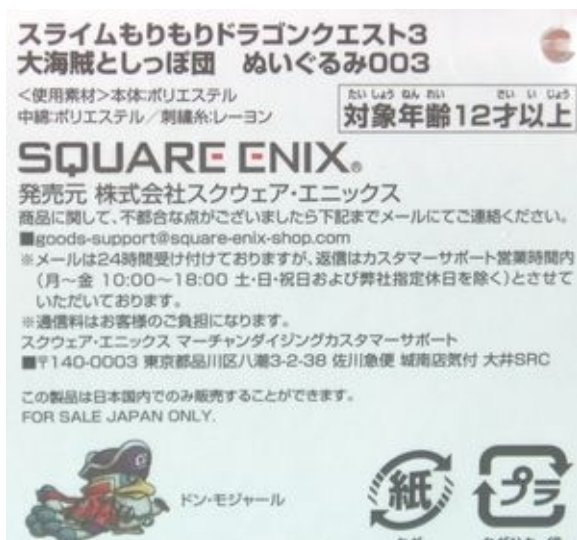 スライムもりもりドラゴンクエスト3
大海賊としっぽ団　ぬいぐるみ003
<使用素材>本体:ポリエステル
中綿:ポリエステル／刺繍糸:レーヨン
たい しょう ねん れい　さい い じょう
対象年齢12才以上
SQUARE ENIX®
発売元 株式会社スクウェア・エニックス
商品に関して、不都合な点がございましたら下記までメールにてご連絡ください。
■goods-support@square-enix-shop.com
※メールは24時間受け付けておりますが、返信はカスタマーサポート営業時間内
(月～金 10:00～18:00 土・日・祝日および弊社指定休日を除く)とさせて
いただいております。
※通信料はお客様のご負担になります。
スクウェア・エニックス マーチャンダイジングカスタマーサポート
■〒140-0003 東京都品川区八潮3-2-38 佐川急便 城南店気付 大井SRC
この製品は日本国内でのみ販売することができます。
FOR SALE JAPAN ONLY.
ドン・モジャール
紙
プラ